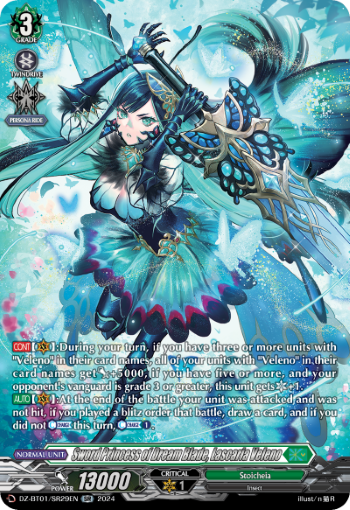 3
GRADE
TWINDRIVE
PERSONA RIDE
CONT [ ]:During your turn, if you have three or more units with
"Veleno" in their card names, all of your units with "Veleno" in their
card names get +5000, if you have five or more, and your
opponent's vanguard is grade 3 or greater, this unit gets +1.
AUTO [ ]:At the end of the battle your unit was attacked and was
not hit, if you played a blitz order that battle, draw a card, and if you
did not this turn, 1.
NORMAL UNIT
Sword Princess of Dream Blade, Iascaria Veleno
POWER 13000
CRITICAL
1
Stoicheia
Insect
D DZ-BT01/SR29EN SR 2024
illust/n猫R